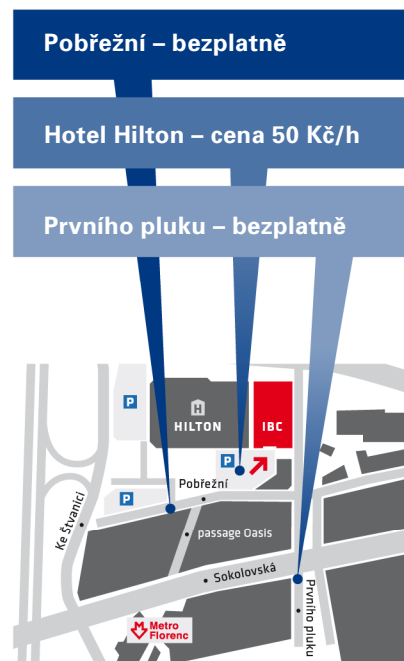 Pobřežní – bezplatně
Hotel Hilton – cena 50 Kč/h
Prvního pluku – bezplatně
P
H
HILTON
IBC
P
P
Pobřežní
Ke Štvanici
passage Oasis
Sokolovská
Prvního pluku
Metro
Florenc